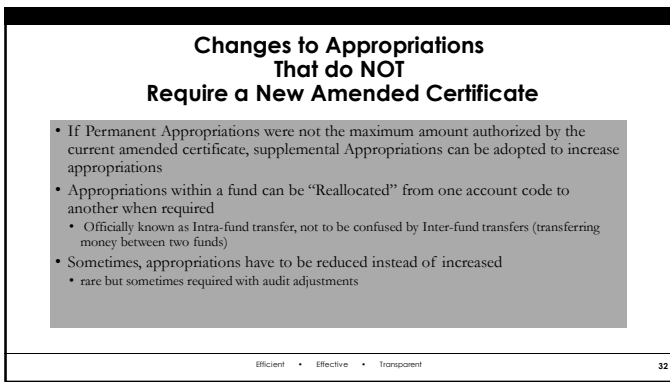 Changes to Appropriations
That do NOT
Require a New Amended Certificate
• If Permanent Appropriations were not the maximum amount authorized by the
current amended certificate, supplemental Appropriations can be adopted to increase
appropriations
• Appropriations within a fund can be “Reallocated” from one account code to
another when required
• Officially known as Intra-fund transfer, not to be confused by Inter-fund transfers (transferring
money between two funds)
• Sometimes, appropriations have to be reduced instead of increased
• rare but sometimes required with audit adjustments
Efficient • Effective • Transparent
32